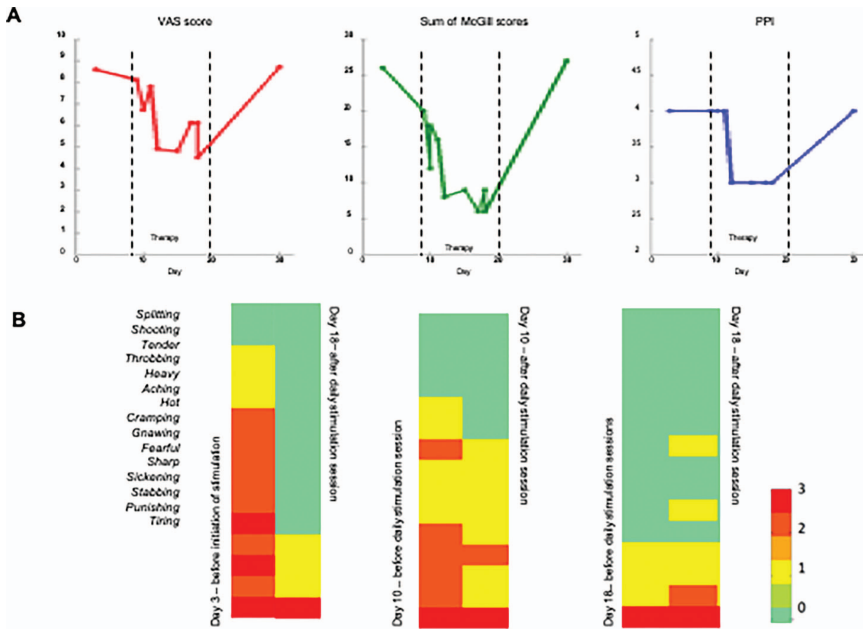 A
VAS score
10
9
8
7
6
5
4
3
2
1
0
Therapy
10
20
30
Day
Sum of McGill scores
30
25
20
15
10
5
0
Therapy
10
20
30
Day
PPI
5
4.5
4
3.5
3
2.5
2
Therapy
10
20
30
Day
B
Splitting
Shooting
Tender
Throbbing
Heavy
Aching
Hot
Cramping
Gnawing
Fearful
Sharp
Sickening
Stabbing
Punishing
Tiring
Day 3 – before initiation of stimulation
Day 18 – after daily stimulation
session
Day 10 – before daily stimulation session
Day 10 – after daily stimulation
session
Day 18 – before daily stimulation sessions
Day 18 – after daily stimulation
session
3
2
1
0